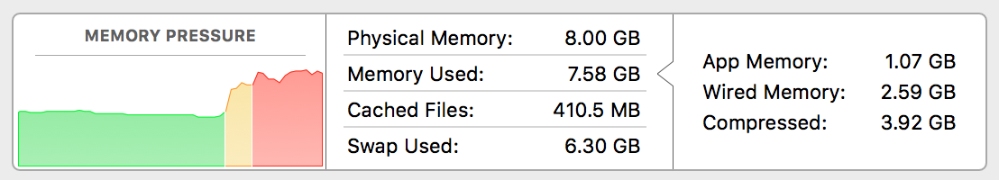 MEMORY PRESSURE
Physical Memory: 8.00 GB
Memory Used: 7.58 GB
Cached Files: 410.5 MB
Swap Used: 6.30 GB
App Memory: 1.07 GB
Wired Memory: 2.59 GB
Compressed: 3.92 GB